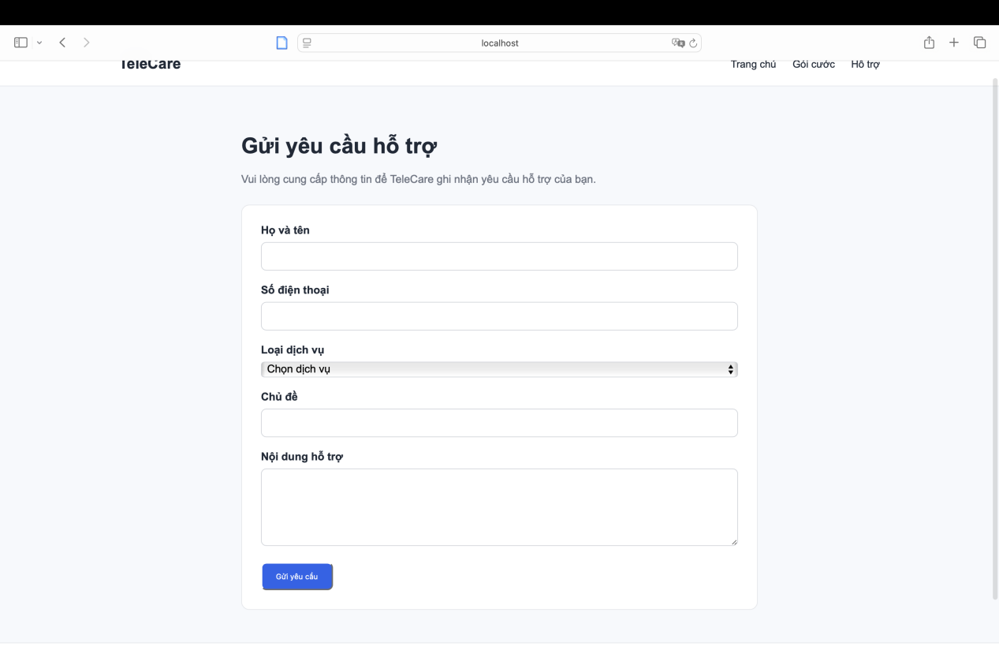 localhost
TeleCare
Trang chủ Gói cước Hỗ trợ
Gửi yêu cầu hỗ trợ
Vui lòng cung cấp thông tin để TeleCare ghi nhận yêu cầu hỗ trợ của bạn.
Họ và tên
Số điện thoại
Loại dịch vụ
Chọn dịch vụ
Chủ đề
Nội dung hỗ trợ
Gửi yêu cầu